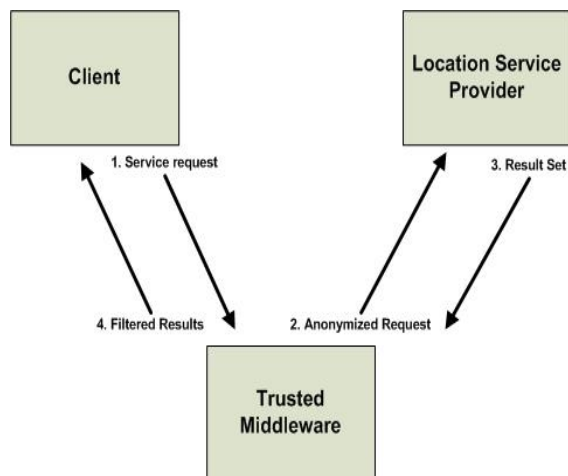 Client
Location Service
Provider
1. Service request
3. Result Set
4. Filtered Results
2. Anonymized Request
Trusted
Middleware